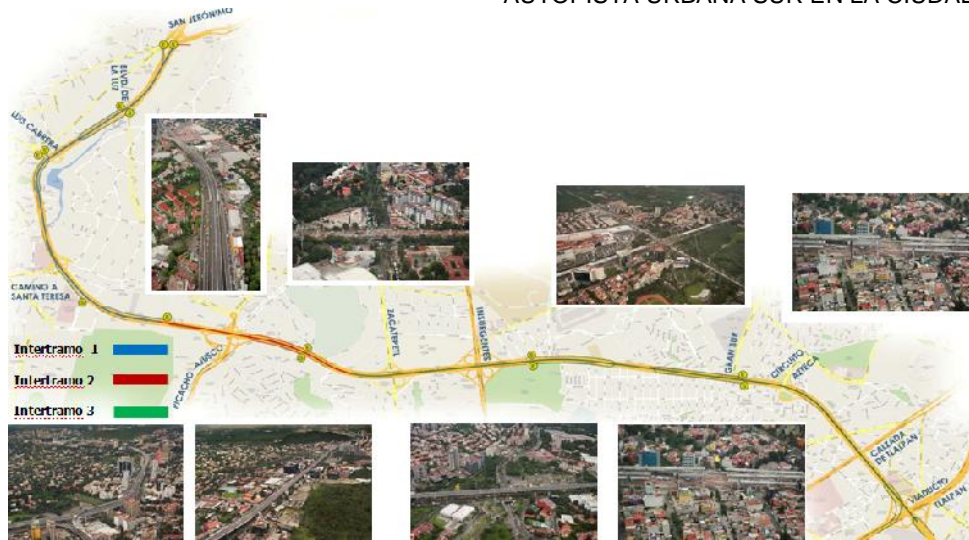 AUTOPISTA URBANA SUR EN LA CIUDAD
SAN JERÓNIMO
BLVD. DE
LA LUZ
LUIS CABRERA
CAMINO A
SANTA TERESA
Intertramo 1
Intertramo 2
Intertramo 3
PICACHO AJUSCO
ZACATEPETL
INSURGENTES
GRAN SUR
CIRCUITO
AZTECA
CALZADA
DE TLALPAN
VIADUCTO
TLALPAN